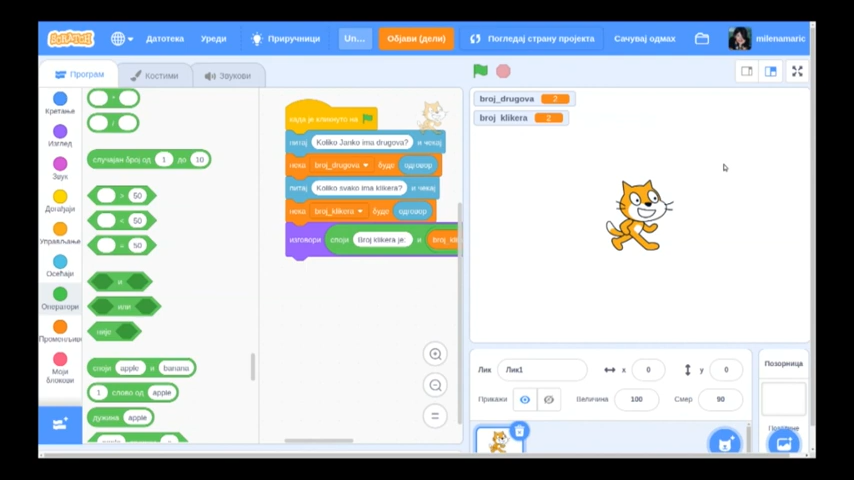 SCRATCH
Датотека
Уреди
Приручници
Un...
Објави (дели)
Погледај страну пројекта
Сачувај одмах
milenamaric
Програм
Костими
Звукови
Кретање
Изглед
Звук
Догађаји
Управљање
Осећаји
Оператори
Моји блокови
случајан број од 1 до 10
> 50
< 50
= 50
и
или
није
споји apple и banana
1 слово од apple
дужина apple
када је кликнуто на
питај Koliko Janko ima drugova? и чекај
нека broj_drugova буде одговор
питај Koliko svako ima klikera? и чекај
нека broj_klikera буде одговор
изговори споји Broj klikera je: и
broj_drugova 2
broj_klikera 2
Лик
Лик1
x 0
y 0
Прикажи
Величина 100
Смер 90
Позорница